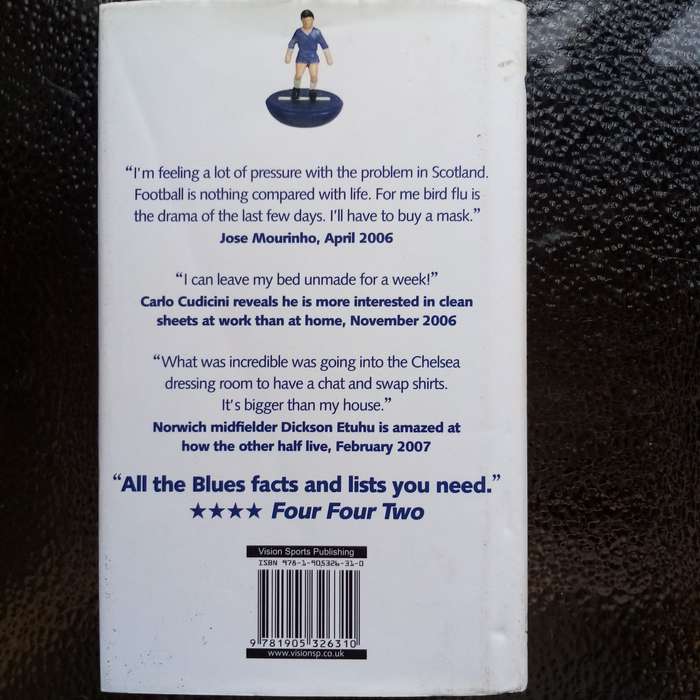 “I'm feeling a lot of pressure with the problem in Scotland.
Football is nothing compared with life. For me bird flu is
the drama of the last few days. I'll have to buy a mask.”
Jose Mourinho, April 2006
“I can leave my bed unmade for a week!”
Carlo Cudicini reveals he is more interested in clean
sheets at work than at home, November 2006
“What was incredible was going into the Chelsea
dressing room to have a chat and swap shirts.
It's bigger than my house.”
Norwich midfielder Dickson Etuhu is amazed at
how the other half live, February 2007
“All the Blues facts and lists you need.”
★★★★ Four Four Two
Vision Sports Publishing
ISBN 978-1-905326-31-0
9 781905 326310
www.visionsp.co.uk